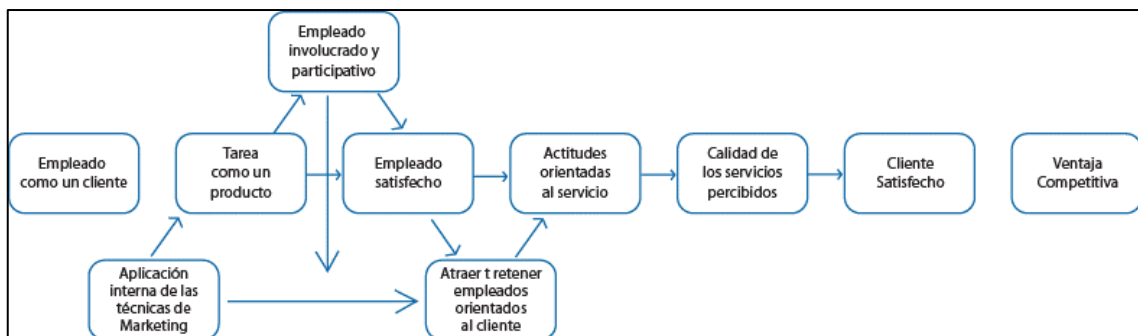 Empleado
involucrado y
participativo
Empleado
como un cliente
Tarea
como un
producto
Empleado
satisfecho
Actitudes
orientadas
al servicio
Calidad de
los servicios
percibidos
Cliente
Satisfecho
Ventaja
Competitiva
Aplicación
interna de las
técnicas de
Marketing
Atraer t retener
empleados
orientados
al cliente